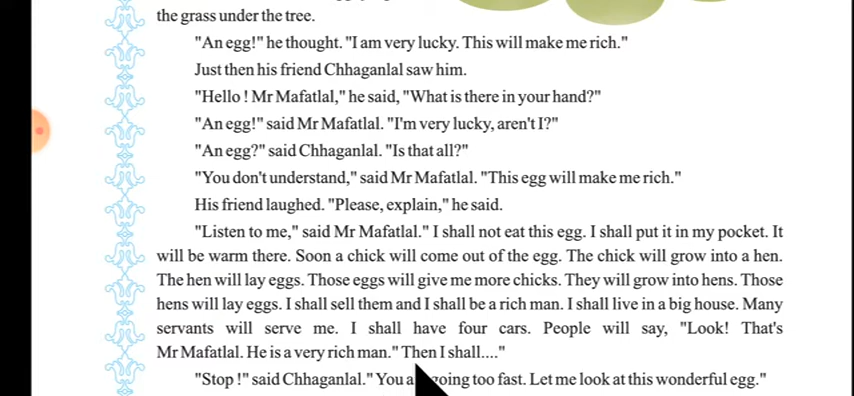 the grass under the tree.
"An egg!" he thought. "I am very lucky. This will make me rich."
Just then his friend Chhaganlal saw him.
"Hello ! Mr Mafatlal," he said, "What is there in your hand?"
"An egg!" said Mr Mafatlal. "I'm very lucky, aren't I?"
"An egg?" said Chhaganlal. "Is that all?"
"You don't understand," said Mr Mafatlal. "This egg will make me rich."
His friend laughed. "Please, explain," he said.
"Listen to me," said Mr Mafatlal." I shall not eat this egg. I shall put it in my pocket. It
will be warm there. Soon a chick will come out of the egg. The chick will grow into a hen.
The hen will lay eggs. Those eggs will give me more chicks. They will grow into hens. Those
hens will lay eggs. I shall sell them and I shall be a rich man. I shall live in a big house. Many
servants will serve me. I shall have four cars. People will say, "Look! That's
Mr Mafatlal. He is a very rich man." Then I shall...."
"Stop !" said Chhaganlal." You going too fast. Let me look at this wonderful egg."